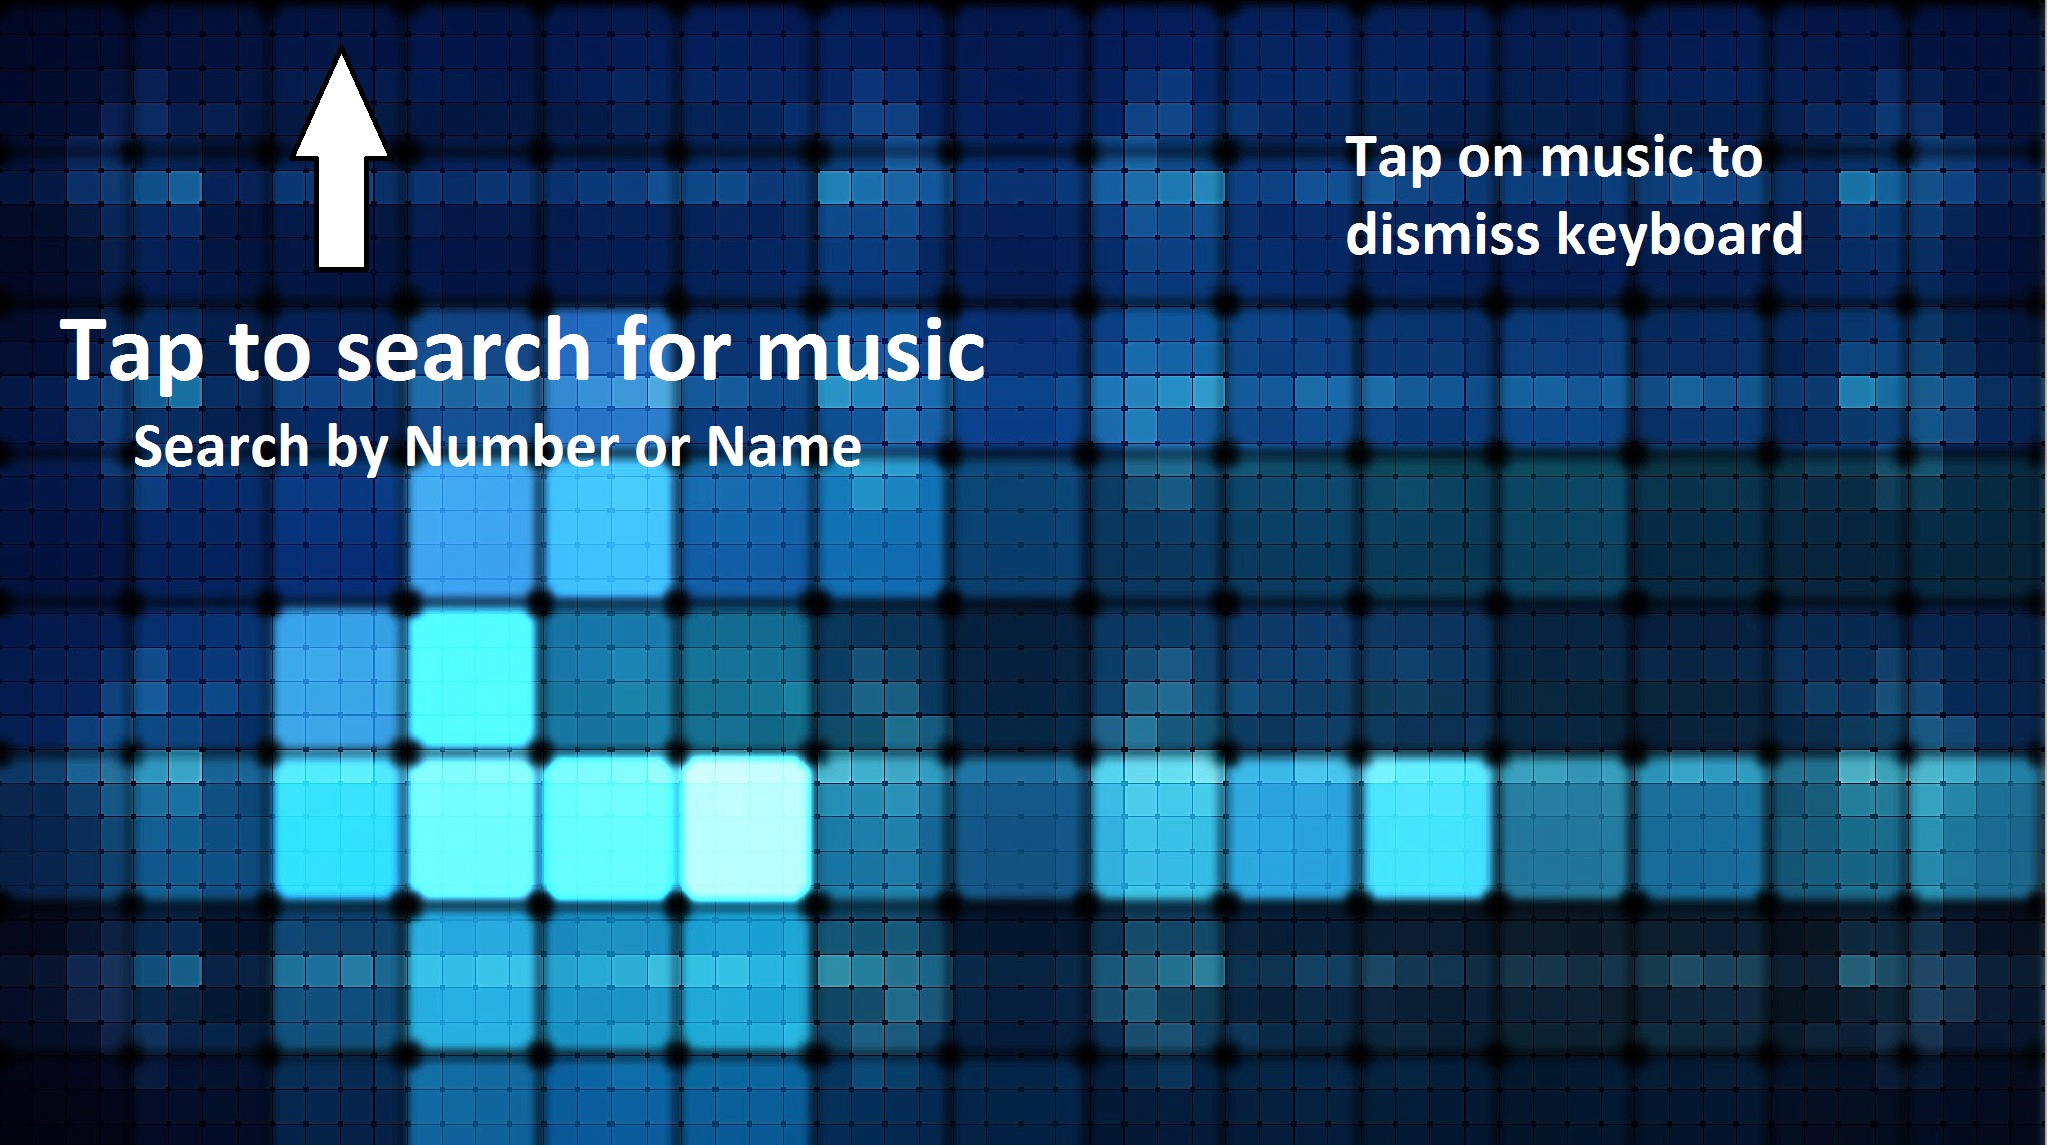 Tap on music to
dismiss keyboard
Tap to search for music
Search by Number or Name